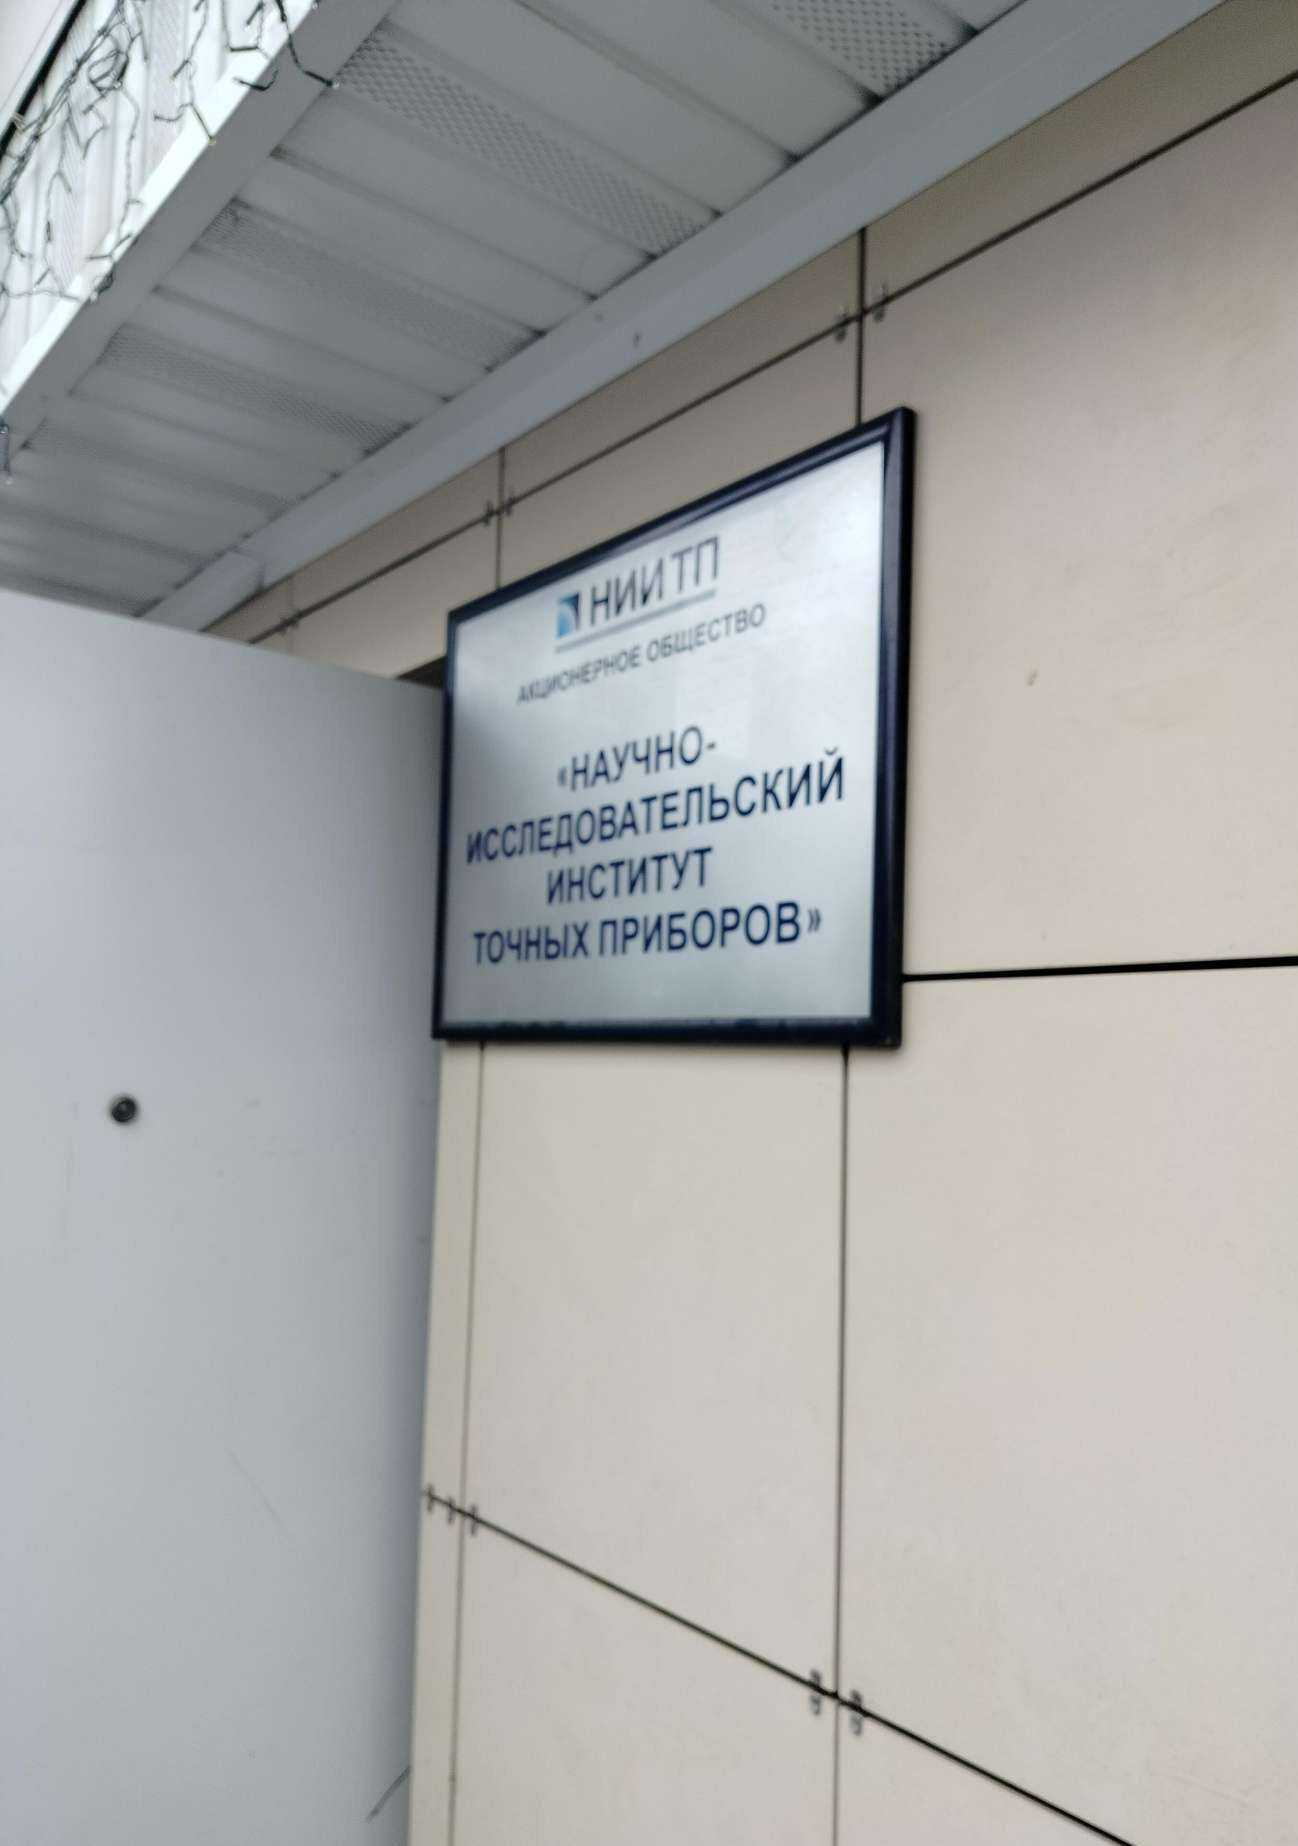 НИИ ТП
АКЦИОНЕРНОЕ ОБЩЕСТВО
«НАУЧНО-
ИССЛЕДОВАТЕЛЬСКИЙ
ИНСТИТУТ
ТОЧНЫХ ПРИБОРОВ»